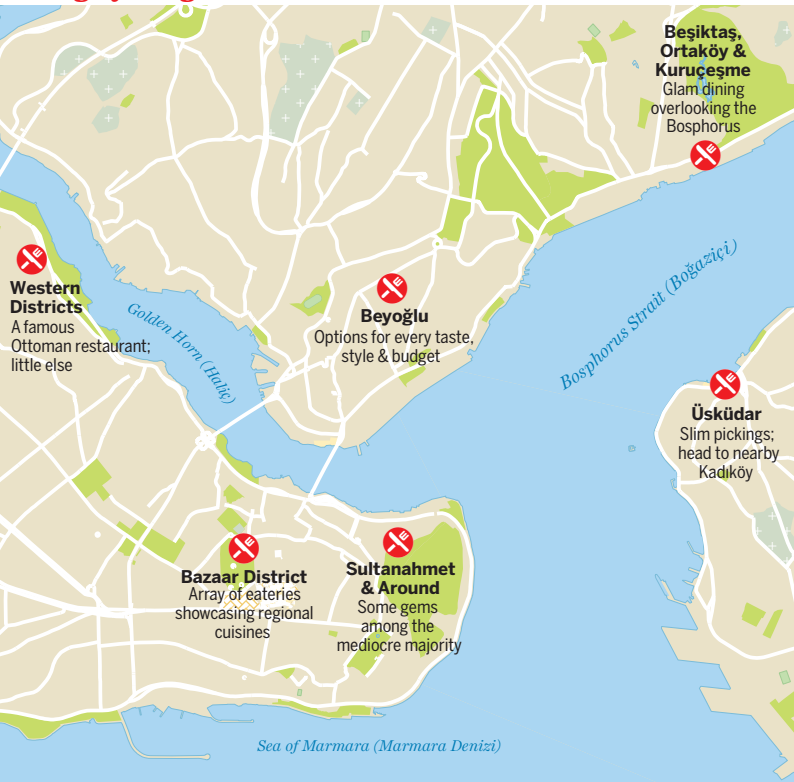 Beşiktaş,
Ortaköy &
Kuruçeşme
Glam dining
overlooking the
Bosphorus
Western
Districts
A famous
Ottoman restaurant;
little else
Golden Horn (Haliç)
Beyoğlu
Options for every taste,
style & budget
Bosphorus Strait (Boğaziçi)
Üsküdar
Slim pickings;
head to nearby
Kadıköy
Bazaar District
Array of eateries
showcasing regional
cuisines
Sultanahmet
& Around
Some gems
among the
mediocre majority
Sea of Marmara (Marmara Denizi)